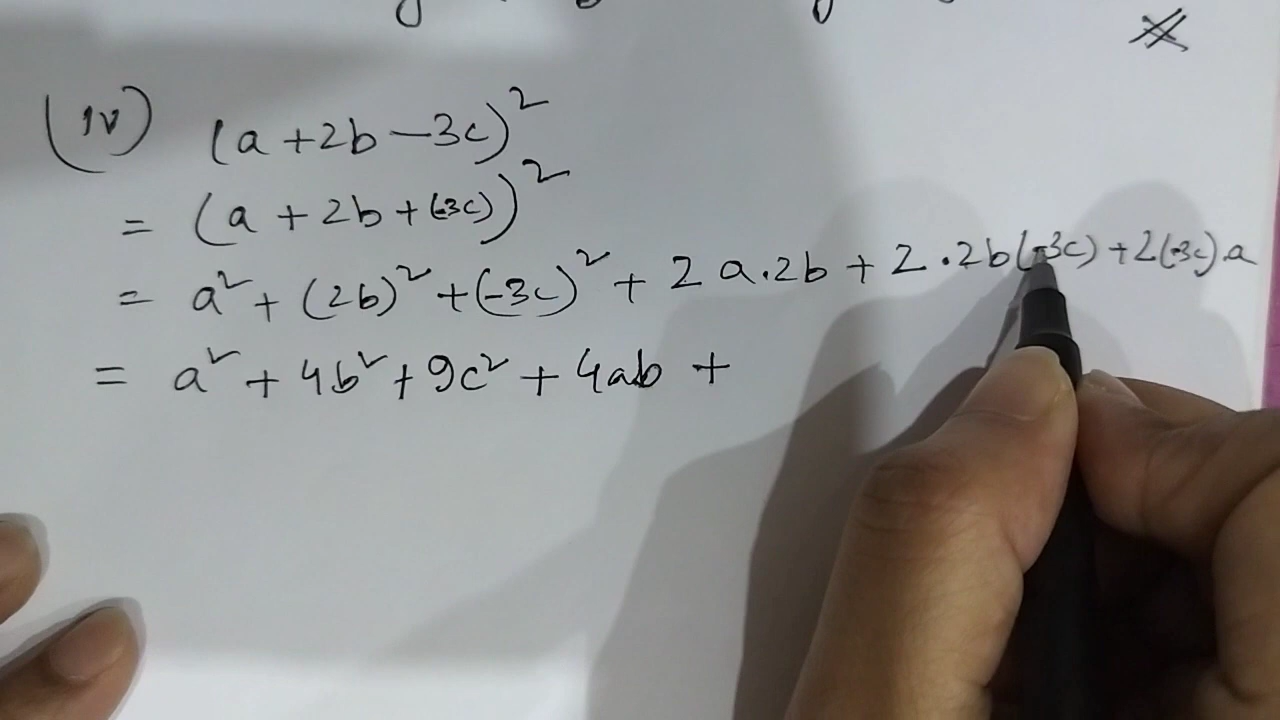 (iv) (a + 2b - 3c)²
= (a + 2b + (-3c))²
= a² + (2b)² + (-3c)² + 2 a.2b + 2 . 2b(-3c) + 2(-3c).a
= a² + 4b² + 9c² + 4ab +